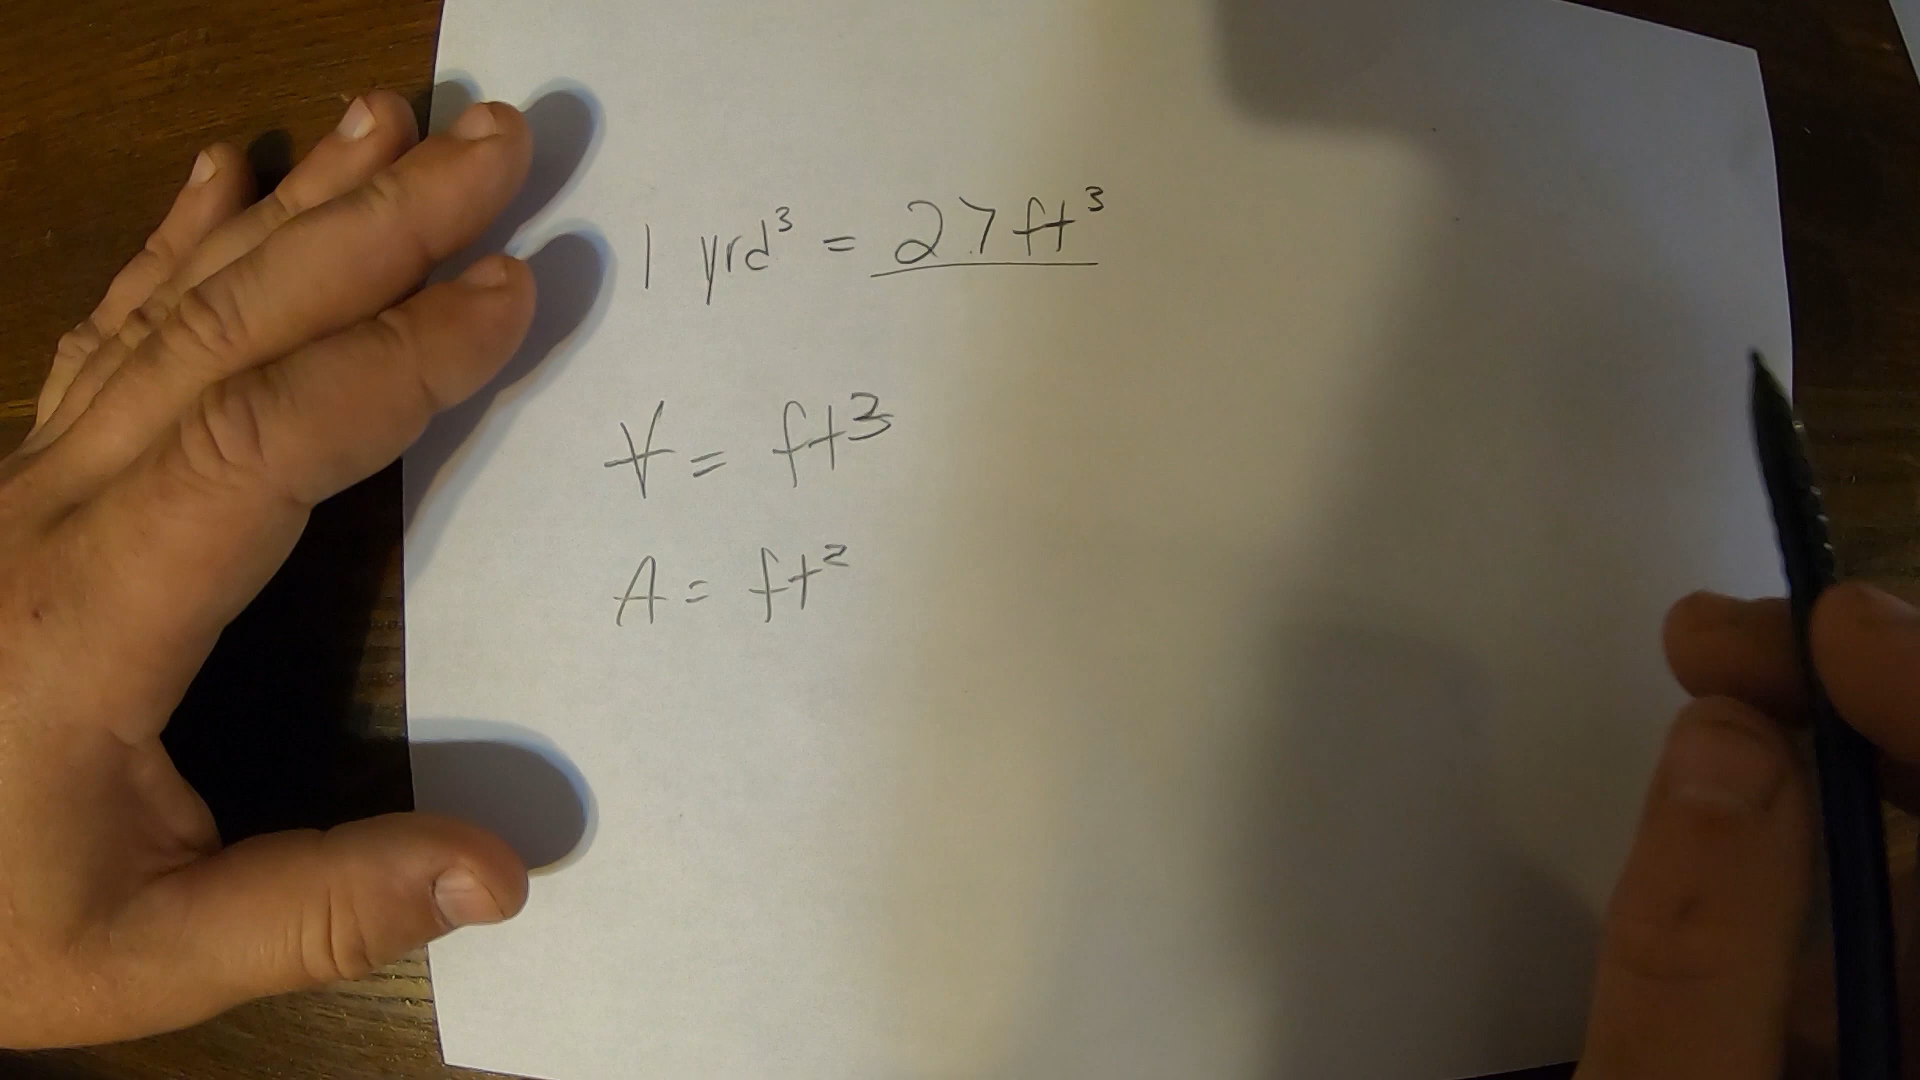 1 yrd³ = 27 ft³
V = ft³
A = ft²